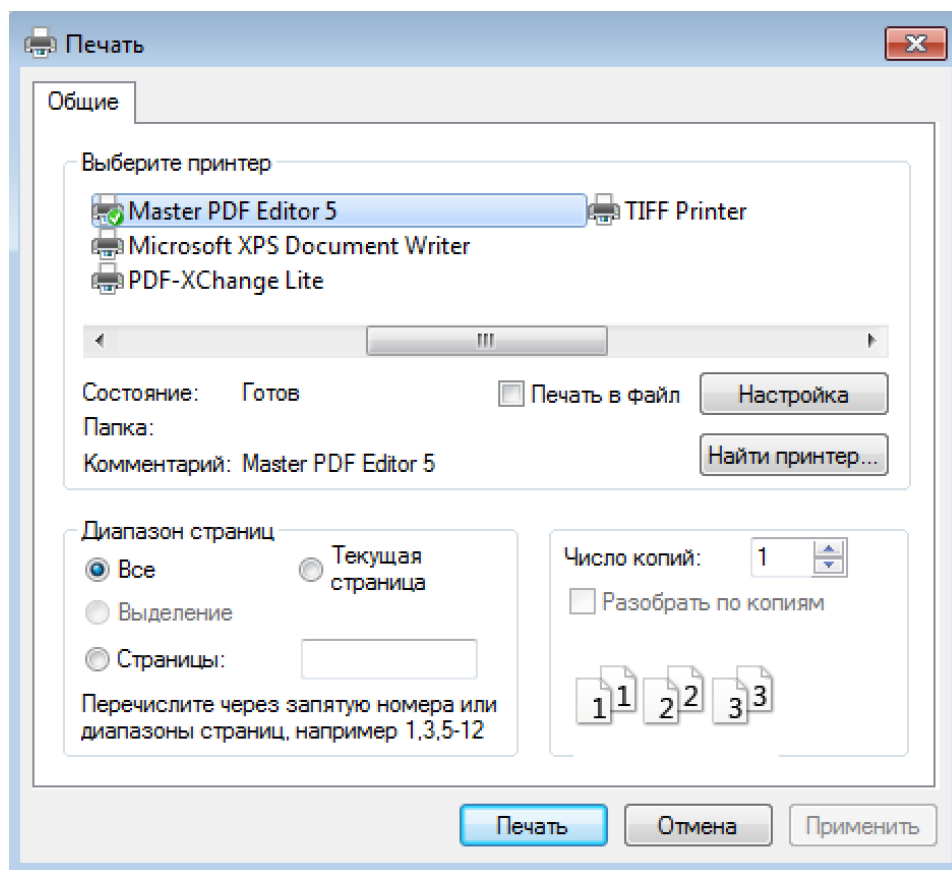 Печать
Общие
Выберите принтер
Master PDF Editor 5
TIFF Printer
Microsoft XPS Document Writer
PDF-XChange Lite
Состояние: Готов
Печать в файл
Настройка
Папка:
Комментарий: Master PDF Editor 5
Найти принтер...
Диапазон страниц
Все
Текущая
страница
Выделение
Страницы:
Перечислите через запятую номера или
диапазоны страниц, например 1,3,5-12
Число копий: 1
Разобрать по копиям
1 1 2 2 3 3
Печать
Отмена
Применить